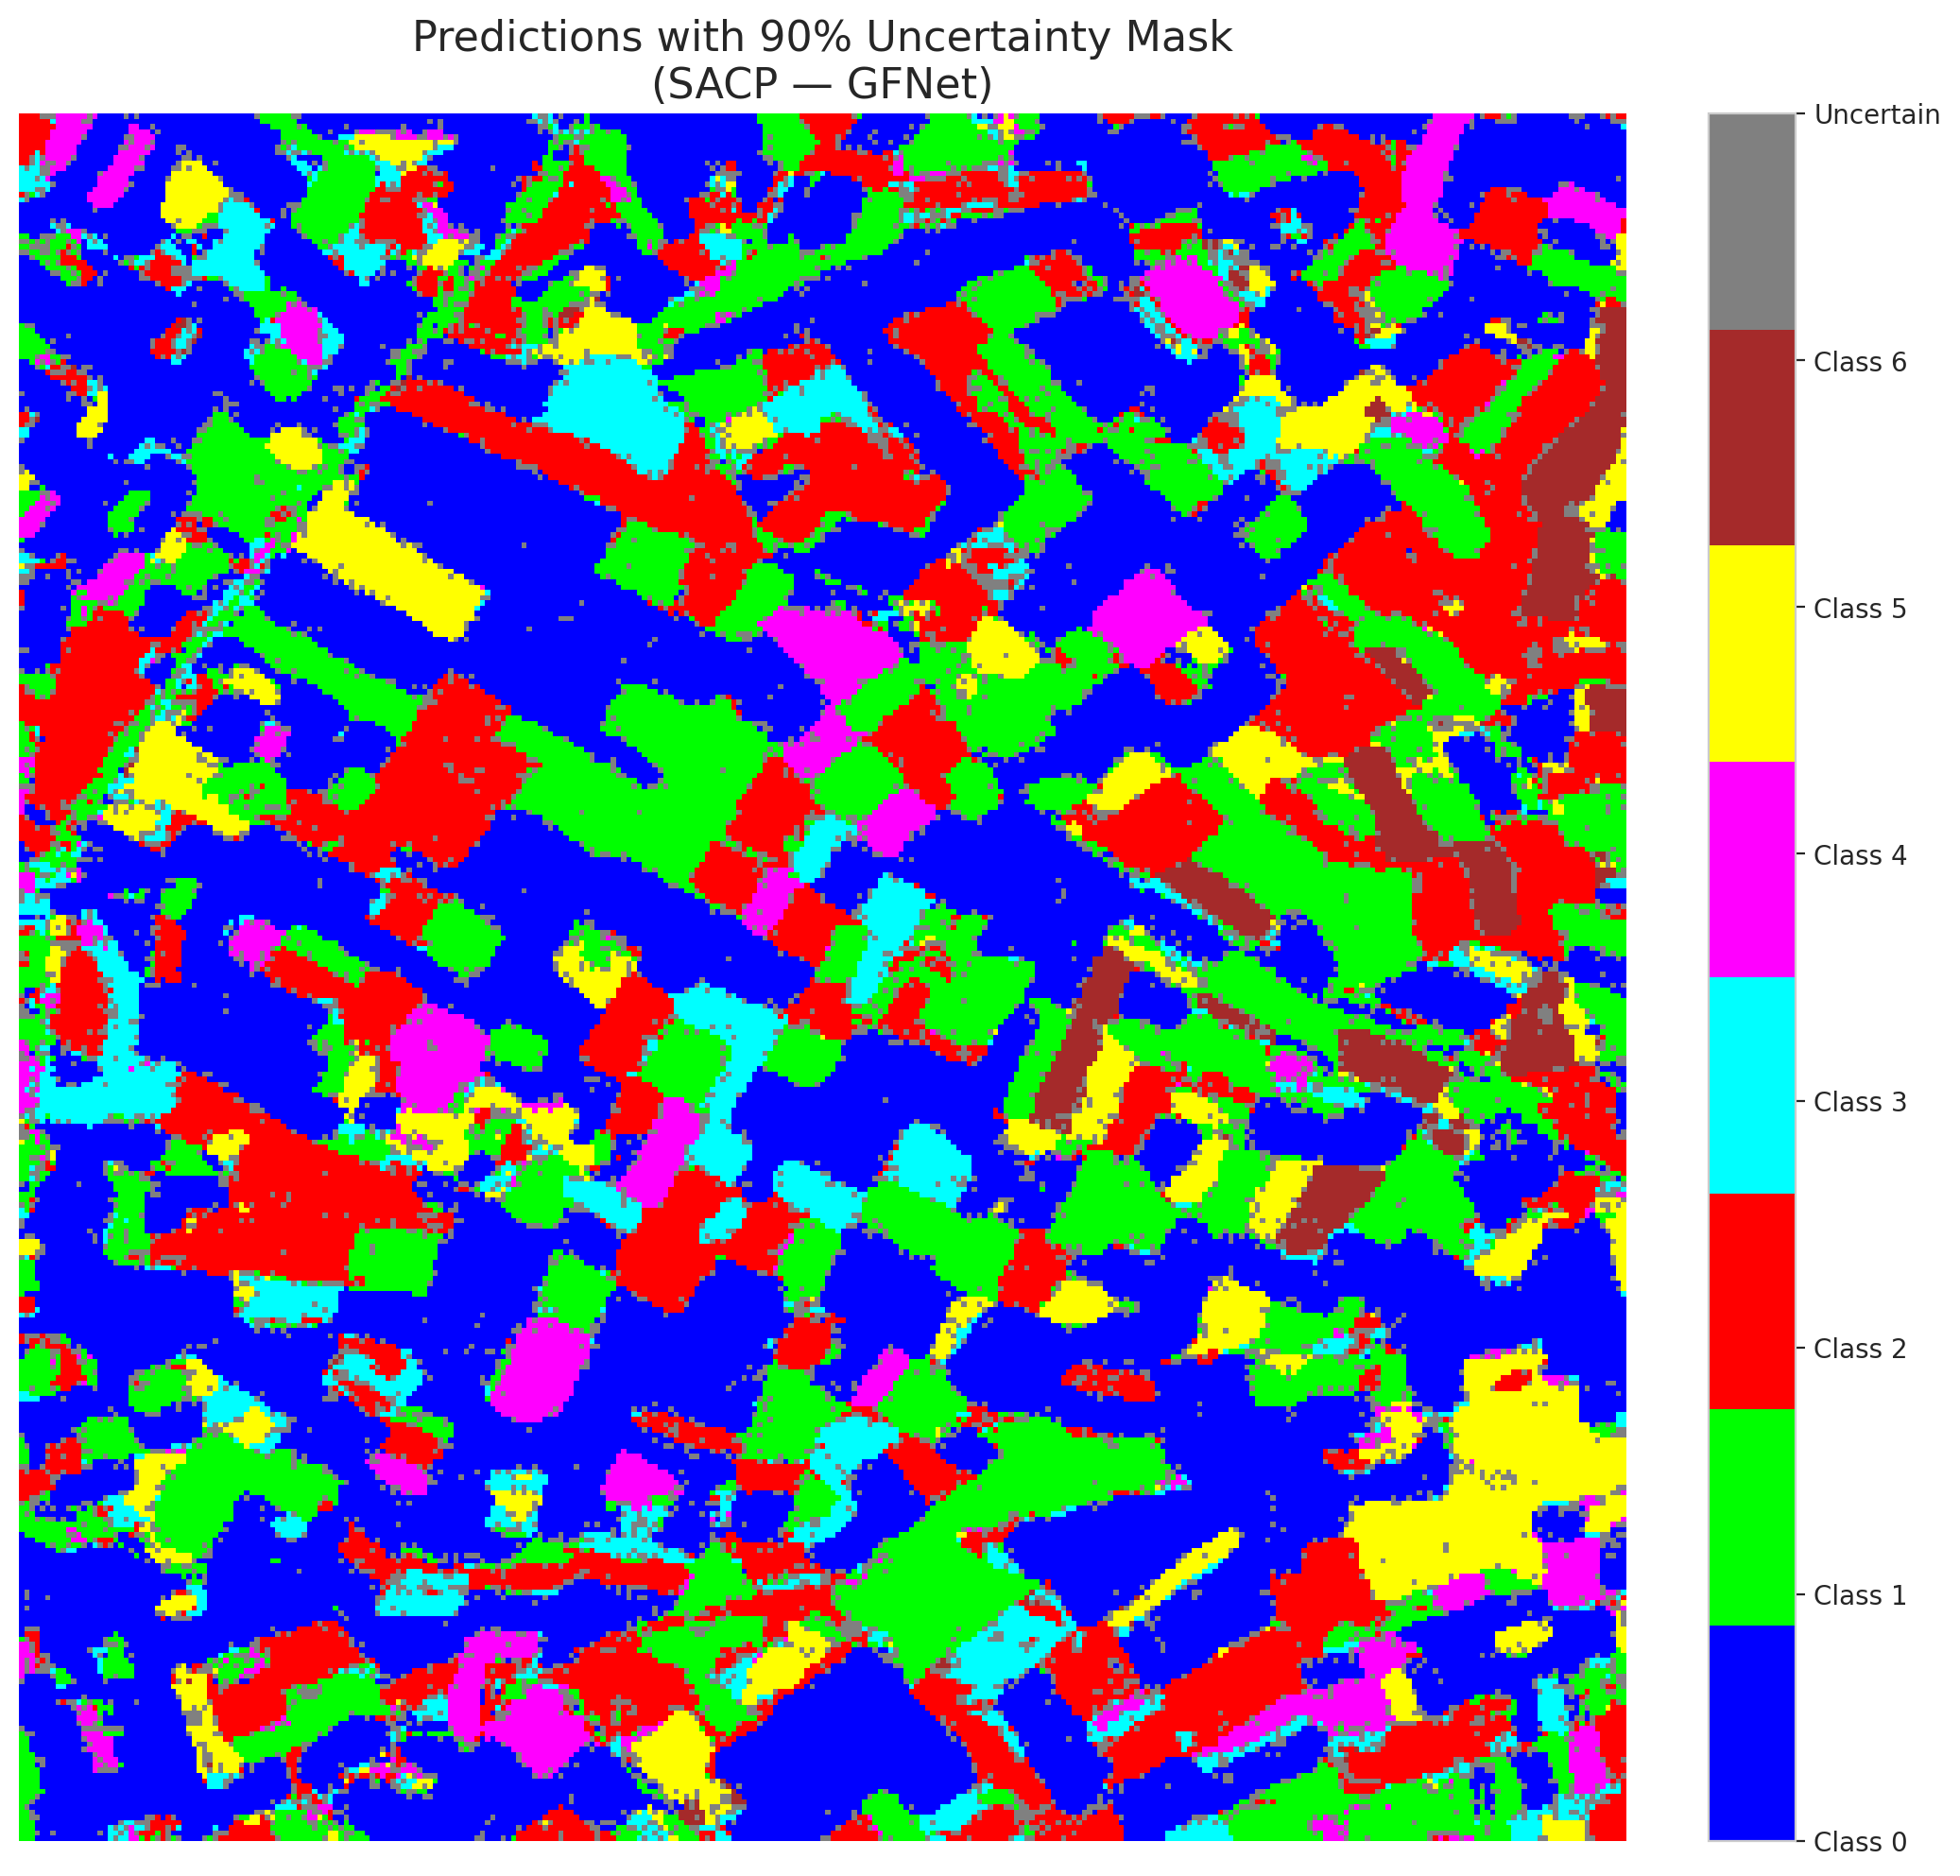 Predictions with 90% Uncertainty Mask
(SACP — GFNet)
Uncertain
Class 6
Class 5
Class 4
Class 3
Class 2
Class 1
Class 0